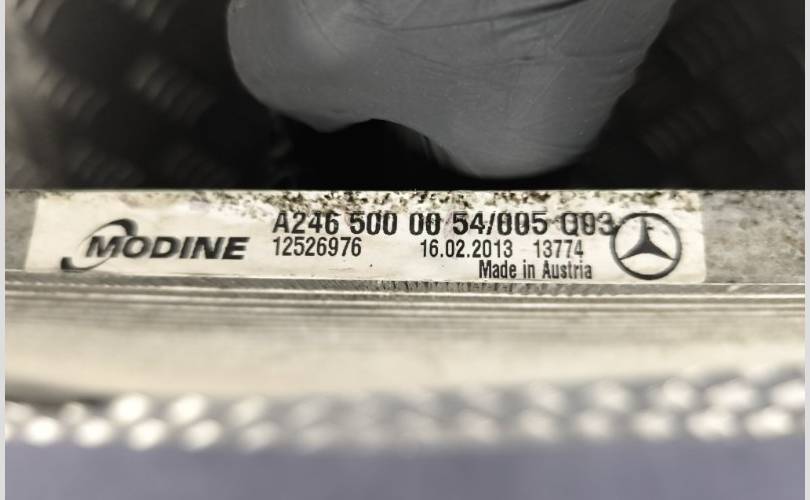 MODINE
A246 500 00 54/005 Q03
12526976 16.02.2013 13774
Made in Austria